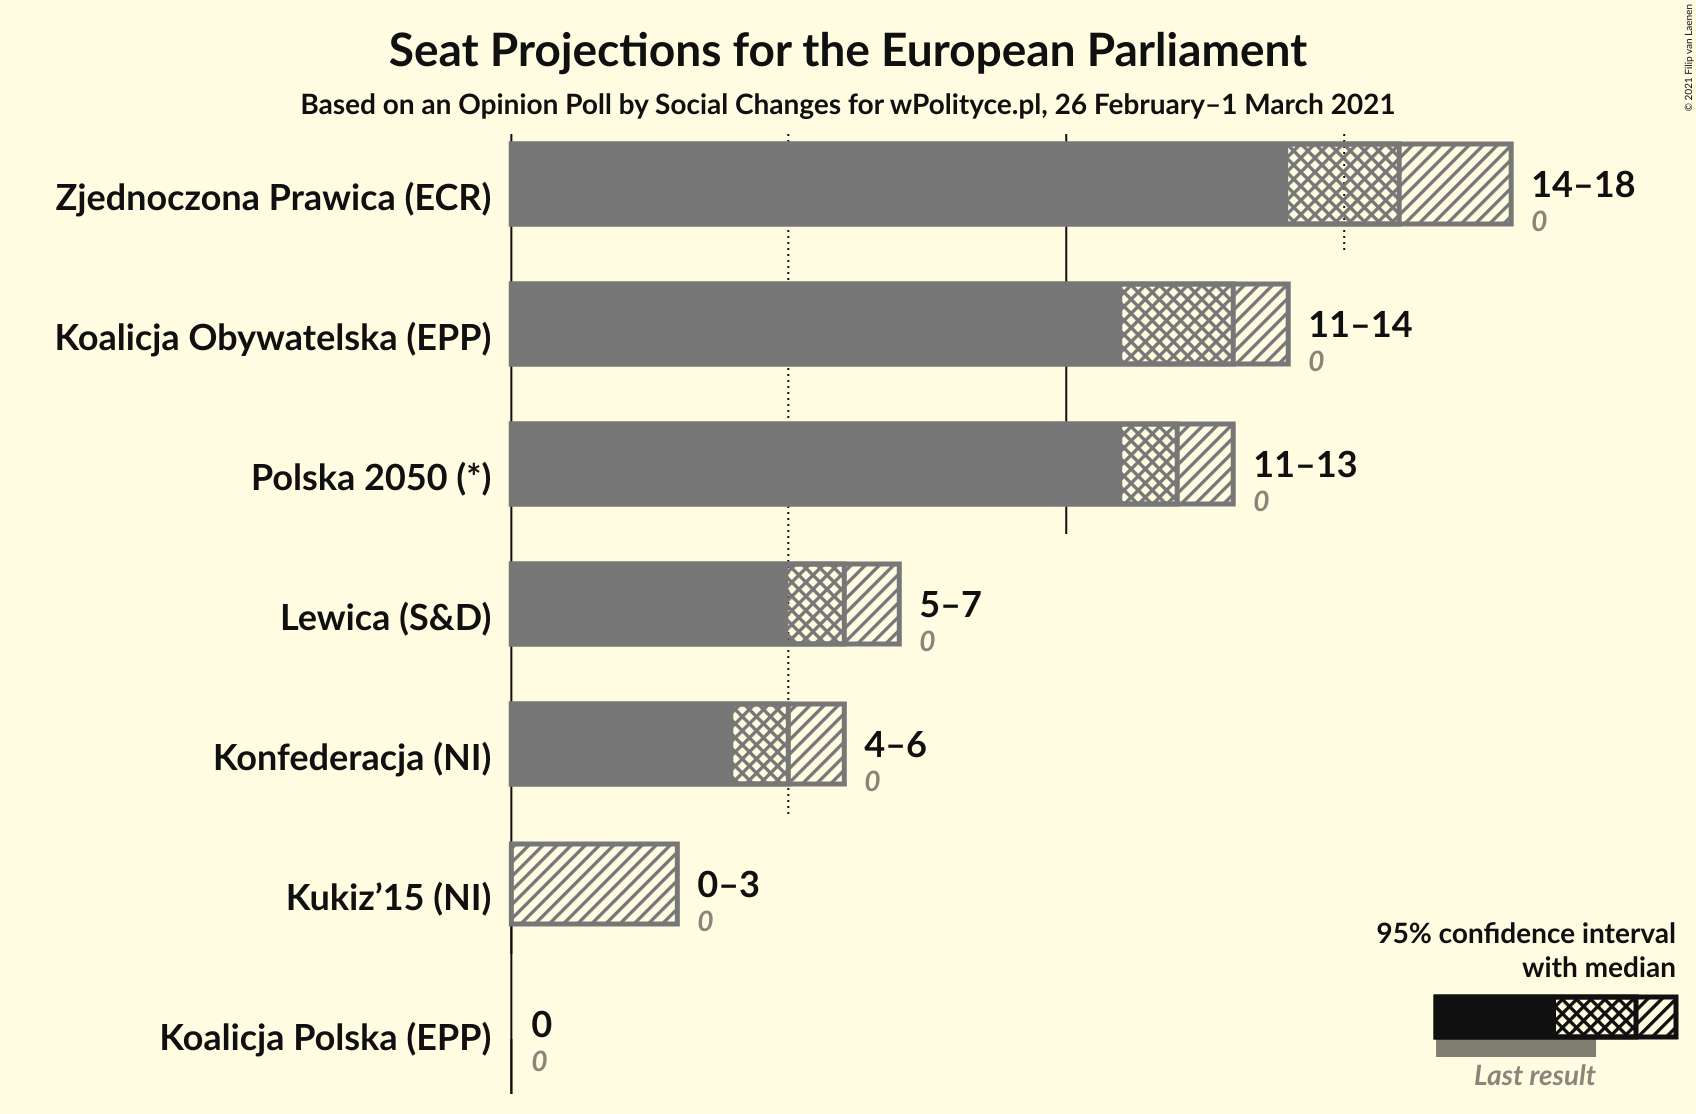 Seat Projections for the European Parliament
Based on an Opinion Poll by Social Changes for wPolityce.pl, 26 February–1 March 2021
© 2021 Filip van Laenen
Zjednoczona Prawica (ECR)
14–18
0
Koalicja Obywatelska (EPP)
11–14
0
Polska 2050 (*)
11–13
0
Lewica (S&D)
5–7
0
Konfederacja (NI)
4–6
0
Kukiz’15 (NI)
0–3
0
Koalicja Polska (EPP)
0
0
95% confidence interval
with median
Last result